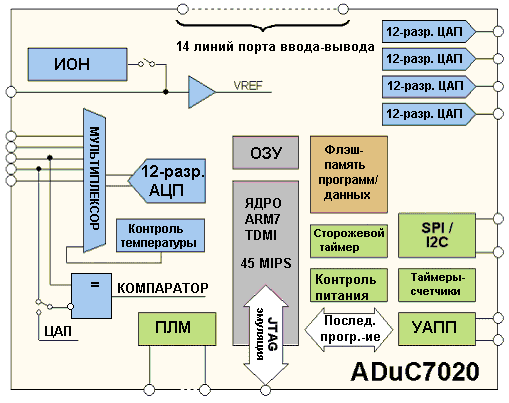 14 линий порта ввода-вывода
12-разр. ЦАП
12-разр. ЦАП
12-разр. ЦАП
12-разр. ЦАП
ИОН
VREF
МУЛЬТИПЛЕКСОР
12-разр.
АЦП
Контроль
температуры
=
КОМПАРАТОР
ЦАП
ПЛМ
ОЗУ
ЯДРО
ARM7
TDMI
45 MIPS
JTAG
эмуляция
Флэш-
память
программ/
данных
Сторожевой
таймер
Контроль
питания
SPI /
I2C
Таймеры-
счетчики
Послед.
прогр.-ие
УАПП
ADuC7020